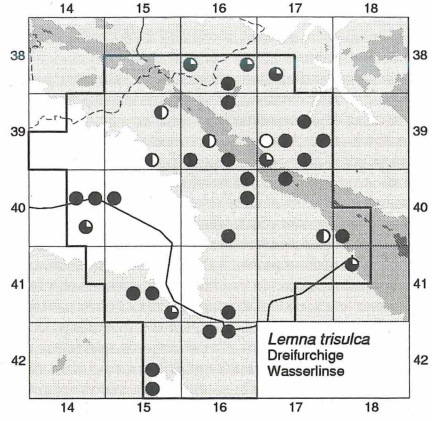 14 15 16 17 18
38 38
39 39
40 40
41 41
Lemna trisulca
Dreifurchige
Wasserlinse
42 42
14 15 16 17 18